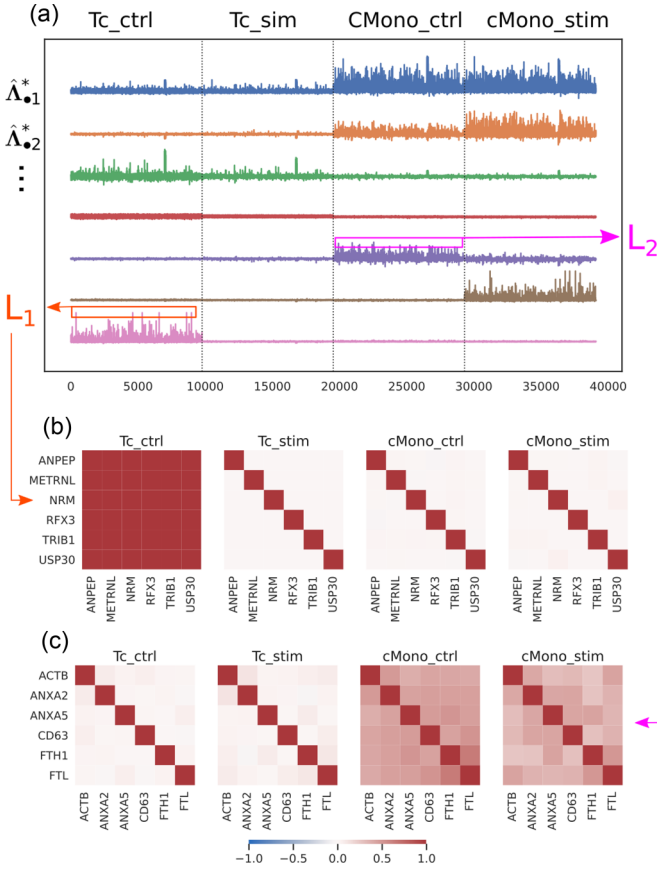 (a)
Tc_ctrl Tc_sim CMono_ctrl cMono_stim
Λ̂*•1
Λ̂*•2
⋮
L2
L1
0 5000 10000 15000 20000 25000 30000 35000 40000
(b)
Tc_ctrl Tc_stim cMono_ctrl cMono_stim
ANPEP
METRNL
NRM
RFX3
TRIB1
USP30
ANPEP METRNL NRM RFX3 TRIB1 USP30 ANPEP METRNL NRM RFX3 TRIB1 USP30 ANPEP METRNL NRM RFX3 TRIB1 USP30 ANPEP METRNL NRM RFX3 TRIB1 USP30
(c)
Tc_ctrl Tc_stim cMono_ctrl cMono_stim
ACTB
ANXA2
ANXA5
CD63
FTH1
FTL
ACTB ANXA2 ANXA5 CD63 FTH1 FTL ACTB ANXA2 ANXA5 CD63 FTH1 FTL ACTB ANXA2 ANXA5 CD63 FTH1 FTL ACTB ANXA2 ANXA5 CD63 FTH1 FTL
−1.0 −0.5 0.0 0.5 1.0